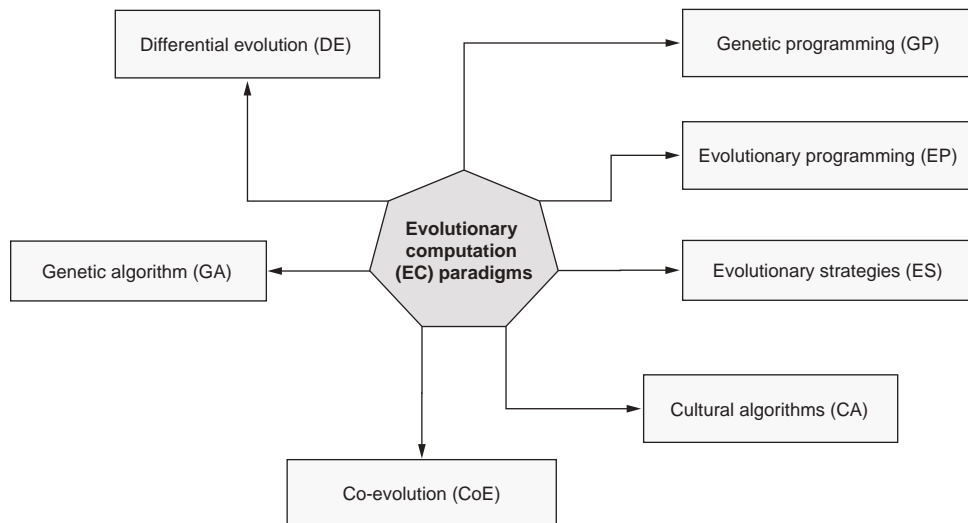 Differential evolution (DE)
Genetic programming (GP)
Evolutionary programming (EP)
Evolutionary
computation
(EC) paradigms
Genetic algorithm (GA)
Evolutionary strategies (ES)
Cultural algorithms (CA)
Co-evolution (CoE)